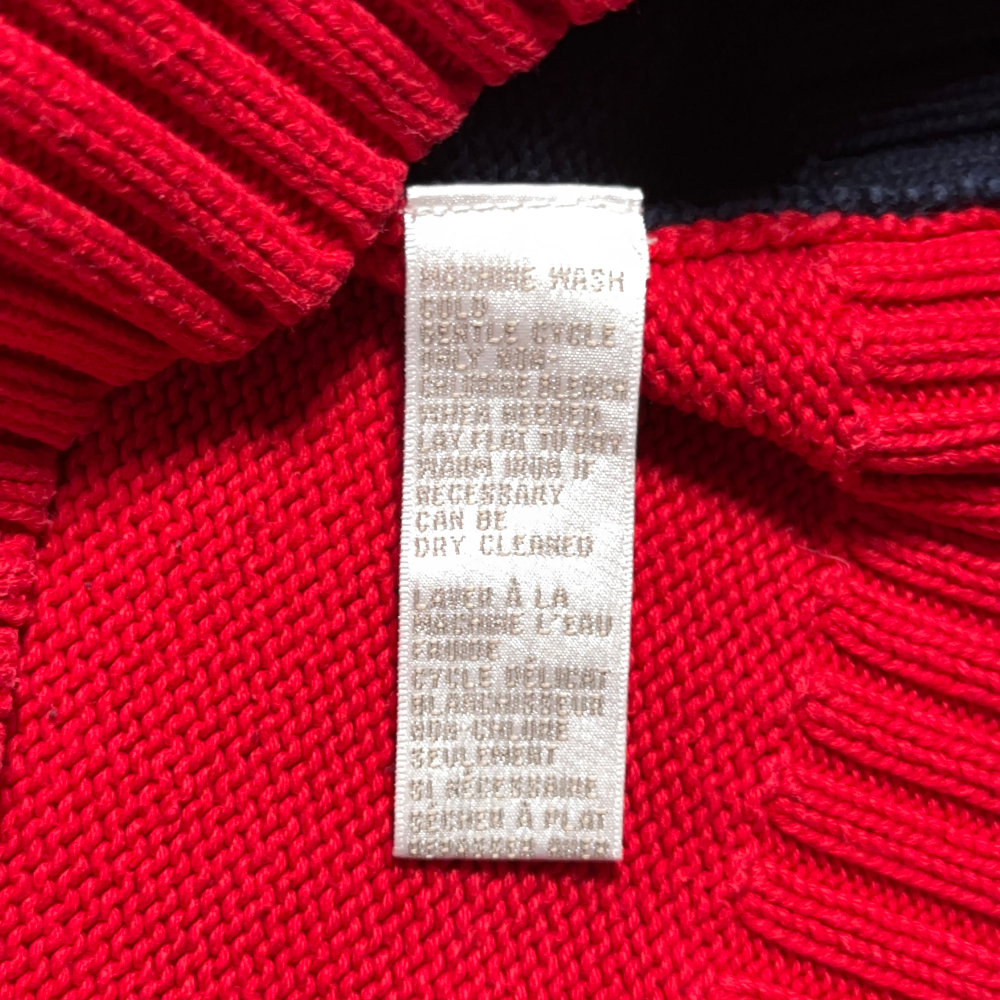 MACHINE WASH
COLD
GENTLE CYCLE
ONLY NON-
CHLORINE BLEACH
WHEN NEEDED
LAY FLAT TO DRY
WARM IRON IF
NECESSARY
CAN BE
DRY CLEANED
LAVER À LA
MACHINE L'EAU
FROIDE
CYCLE DÉLICAT
BLANCHISSEUR
NON CHLORE
SEULEMENT
SI NÉCESSAIRE
SÉCHER À PLAT